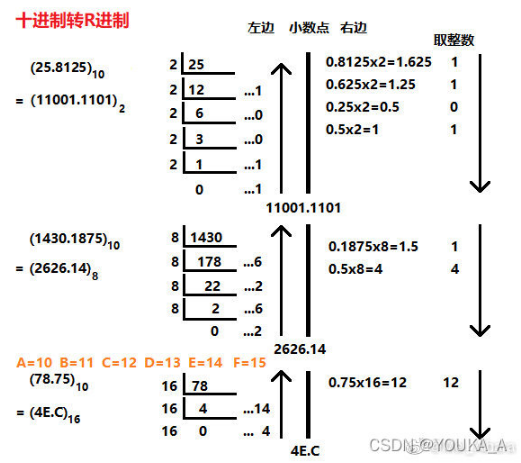 十进制转R进制
左边 小数点 右边
取整数
(25.8125)10
= (11001.1101)2
2 25
2 12 ...1
2 6 ...0
2 3 ...0
2 1 ...1
0 ...1
0.8125x2=1.625 1
0.625x2=1.25 1
0.25x2=0.5 0
0.5x2=1 1
11001.1101
(1430.1875)10
= (2626.14)8
8 1430
8 178 ...6
8 22 ...2
8 2 ...6
0 ...2
0.1875x8=1.5 1
0.5x8=4 4
2626.14
A=10 B=11 C=12 D=13 E=14 F=15
(78.75)10
= (4E.C)16
16 78
16 4 ...14
16 0 ... 4
0.75x16=12 12
4E.C
CSDN @YOUKA_A